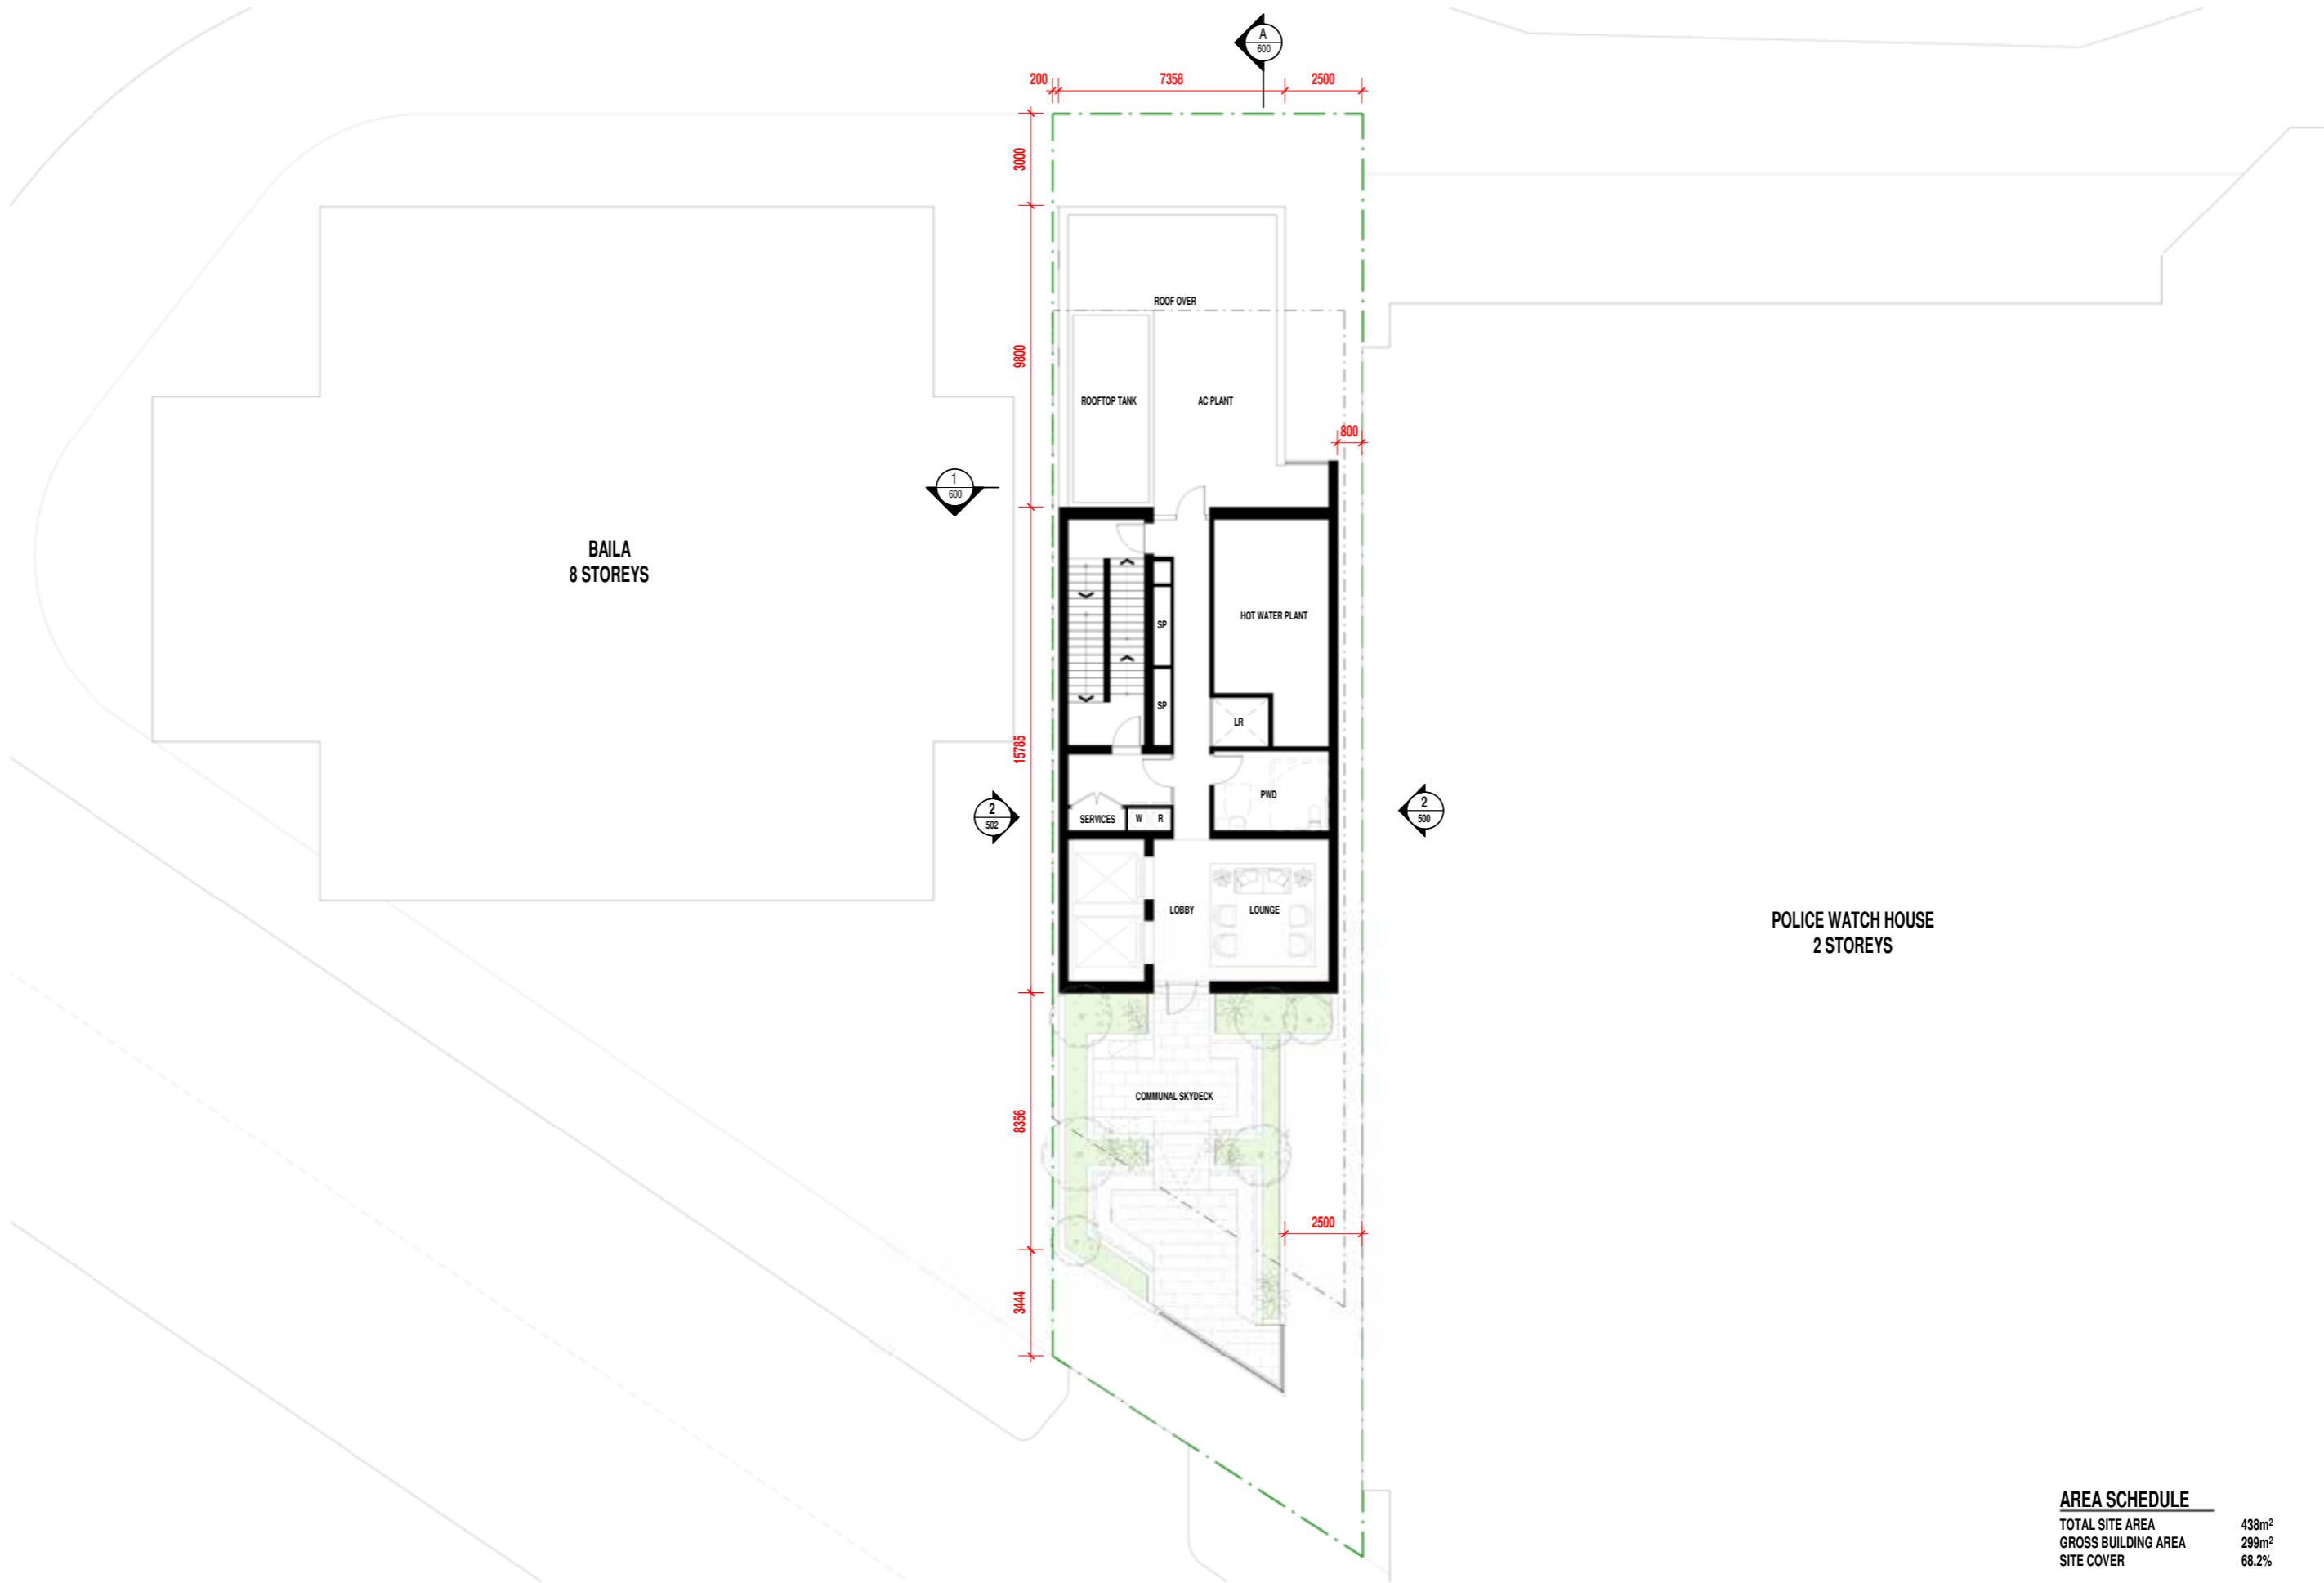 A
600
200
7358
2500
3000
ROOF OVER
9800
ROOFTOP TANK
AC PLANT
800
1
600
BAILA
8 STOREYS
SP
HOT WATER PLANT
SP
LR
15785
PWD
2
502
SERVICES
W
R
2
500
LOBBY
LOUNGE
POLICE WATCH HOUSE
2 STOREYS
COMMUNAL SKYDECK
8356
2500
3444
AREA SCHEDULE
TOTAL SITE AREA 438m²
GROSS BUILDING AREA 299m²
SITE COVER 68.2%